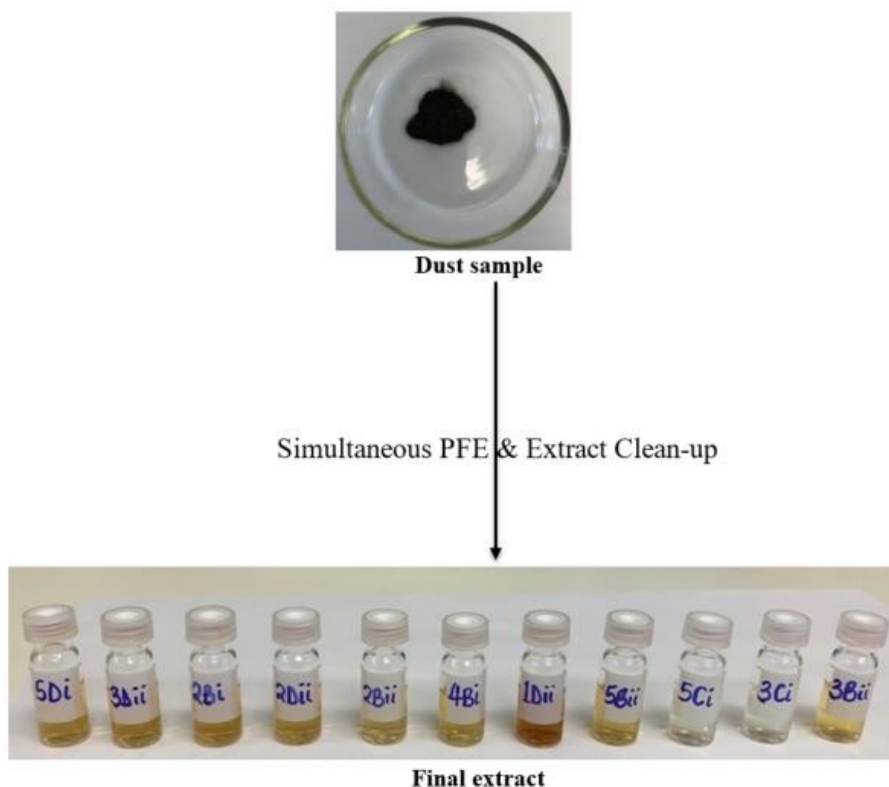 Dust sample
Simultaneous PFE & Extract Clean-up
5Di 3Dii 2Bi 2Dii 2Bii 4Bi 1Dii 5Bii 5Ci 3Ci 3Bii
Final extract